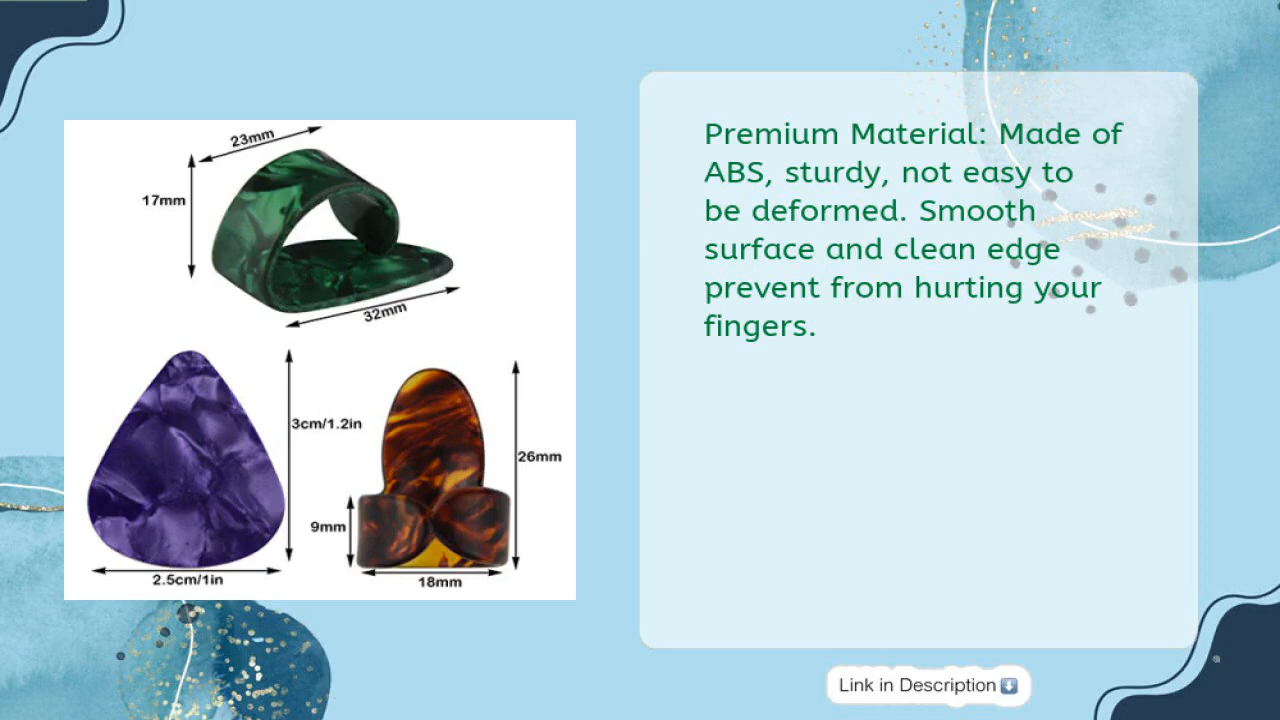 23mm
17mm
32mm
3cm/1.2in
2.5cm/1in
26mm
9mm
18mm
Premium Material: Made of
ABS, sturdy, not easy to
be deformed. Smooth
surface and clean edge
prevent from hurting your
fingers.
Link in Description